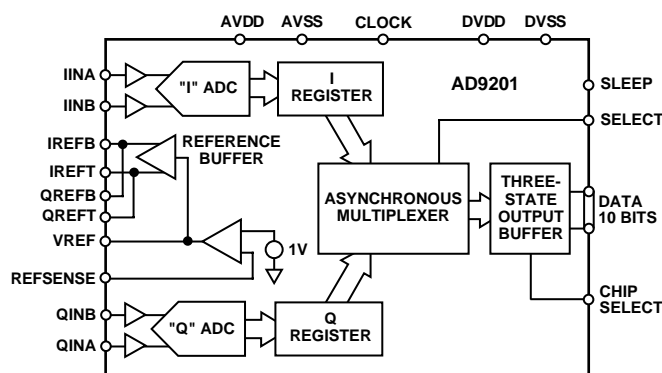 AVDD AVSS CLOCK DVDD DVSS
IINA
IINB
"I" ADC
I
REGISTER
AD9201
SLEEP
SELECT
IREFB
IREFT
QREFB
QREFT
VREF
REFSENSE
REFERENCE
BUFFER
1V
ASYNCHRONOUS
MULTIPLEXER
THREE-
STATE
OUTPUT
BUFFER
DATA
10 BITS
CHIP
SELECT
QINB
QINA
"Q" ADC
Q
REGISTER